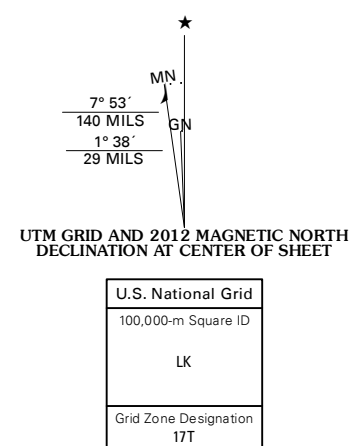 ★
MN
7° 53´
140 MILS
GN
1° 38´
29 MILS
UTM GRID AND 2012 MAGNETIC NORTH
DECLINATION AT CENTER OF SHEET
U.S. National Grid
100,000-m Square ID
LK
Grid Zone Designation
17T